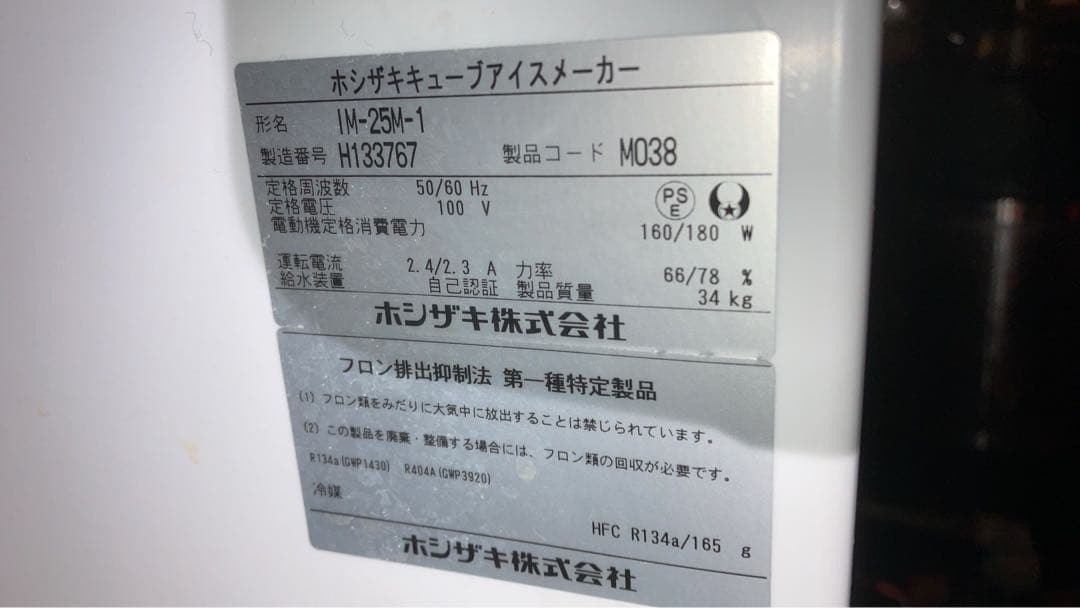 ホシザキキューブアイスメーカー
形名 IM-25M-1
製造番号 H133767 製品コード M038
定格周波数 50/60 Hz
定格電圧 100 V
PS E
電動機定格消費電力 160/180 W
運転電流 2.4/2.3 A 力率 66/78 %
給水装置 自己認証 製品質量 34 kg
ホシザキ株式会社
フロン排出抑制法 第一種特定製品
(1) フロン類をみだりに大気中に放出することは禁じられています。
(2) この製品を廃棄・整備する場合には、フロン類の回収が必要です。
R134a(GWP1430) R404A(GWP3920)
冷媒
HFC R134a/165 g
ホシザキ株式会社